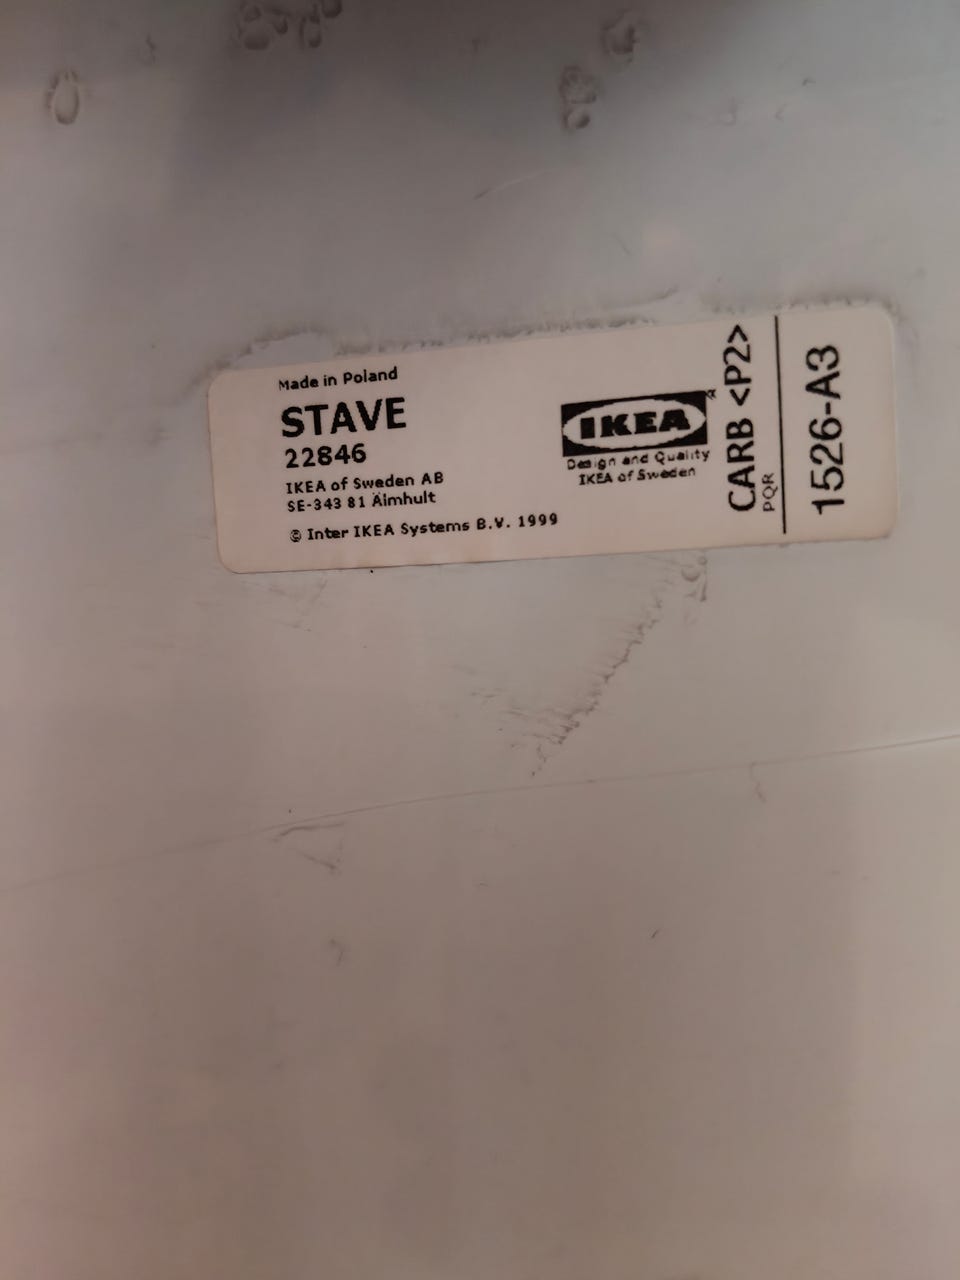 Made in Poland
STAVE
22846
IKEA of Sweden AB
SE-343 81 Älmhult
© Inter IKEA Systems B.V. 1999
IKEA®
Design and Quality
IKEA of Sweden
CARB <P2>
PQR
1526-A3